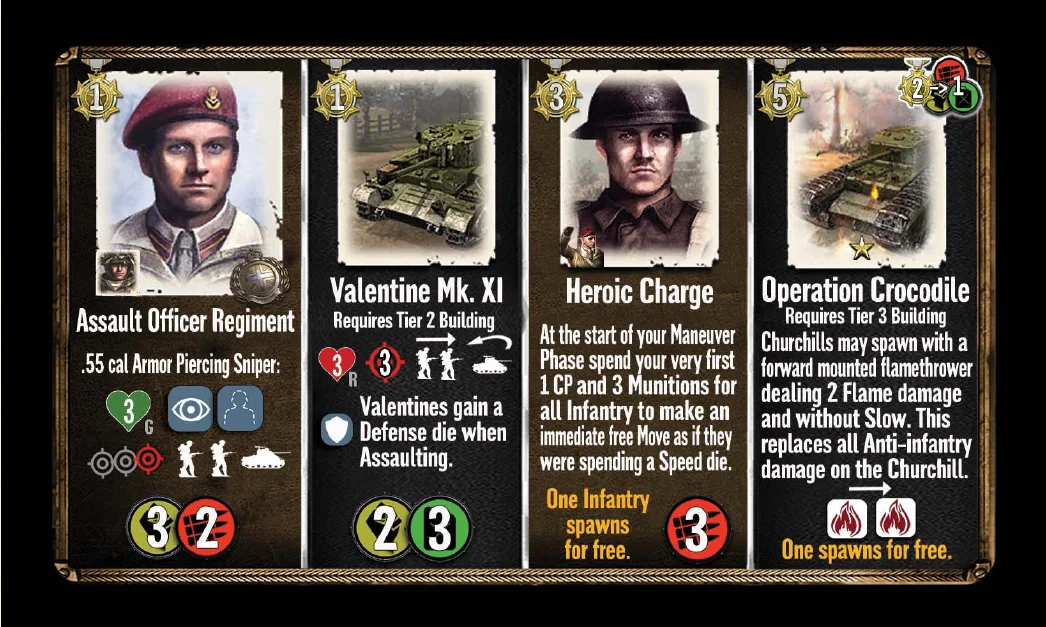 1
Assault Officer Regiment
.55 cal Armor Piercing Sniper:
3
G
3
2
1
Valentine Mk. XI
Requires Tier 2 Building
3
R
3
Valentines gain a
Defense die when
Assaulting.
2
3
3
Heroic Charge
At the start of your Maneuver
Phase spend your very first
1 CP and 3 Munitions for
all Infantry to make an
immediate free Move as if they
were spending a Speed die.
One Infantry
spawns
for free.
3
5
2
1
Operation Crocodile
Requires Tier 3 Building
Churchills may spawn with a
forward mounted flamethrower
dealing 2 Flame damage
and without Slow. This
replaces all Anti-infantry
damage on the Churchill.
One spawns for free.